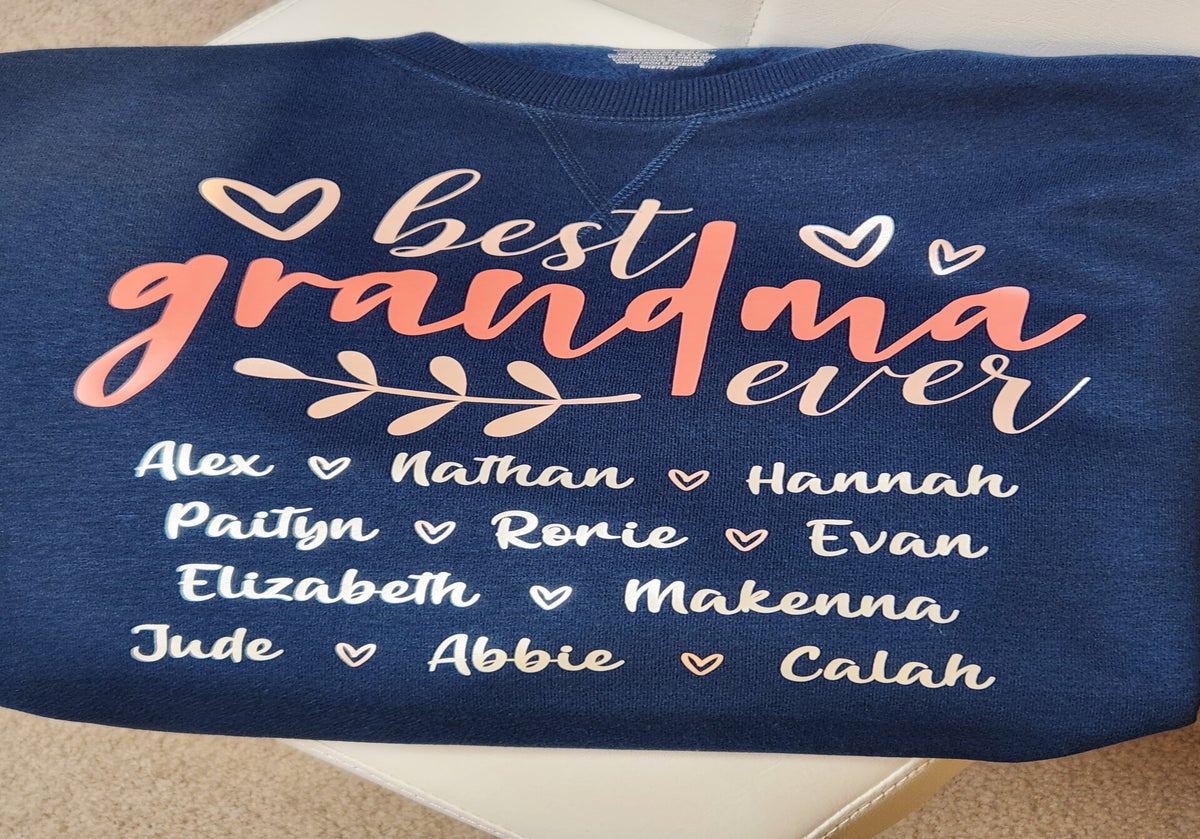 best
grandma
ever
Alex Nathan Hannah
Paityn Rorie Evan
Elizabeth Makenna
Jude Abbie Calah